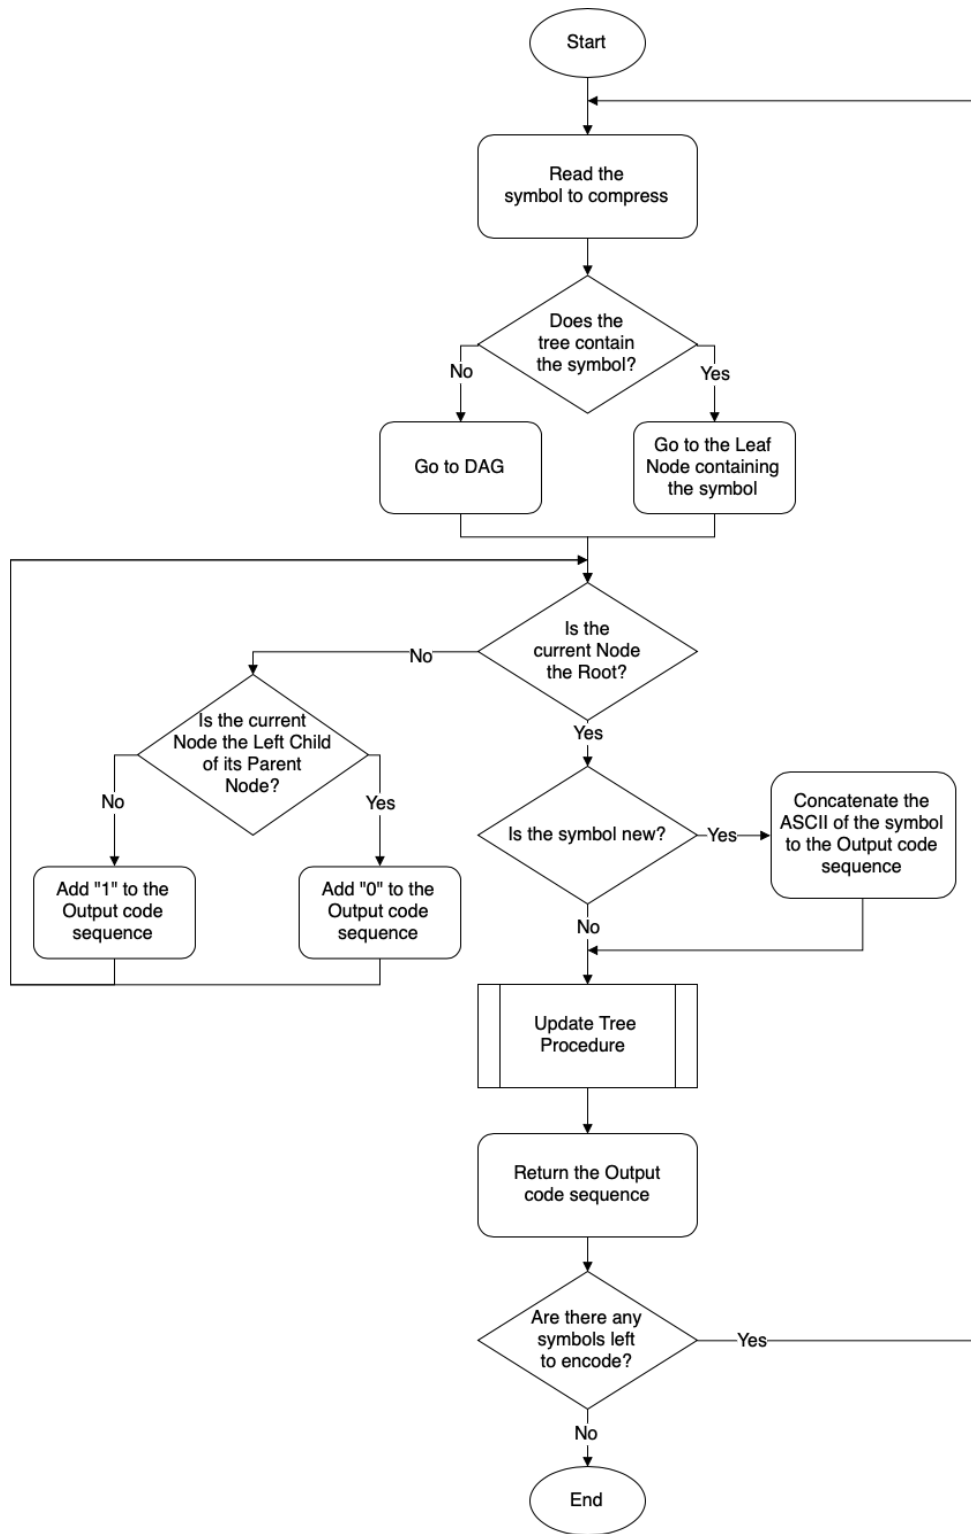 Start
Read the
symbol to compress
Does the
tree contain
the symbol?
No
Yes
Go to DAG
Go to the Leaf
Node containing
the symbol
Is the
current Node
the Root?
No
Yes
Is the current
Node the Left Child
of its Parent
Node?
No
Yes
Add "1" to the
Output code
sequence
Add "0" to the
Output code
sequence
Is the symbol new?
Yes
Concatenate the
ASCII of the symbol
to the Output code
sequence
No
Update Tree
Procedure
Return the Output
code sequence
Are there any
symbols left
to encode?
Yes
No
End